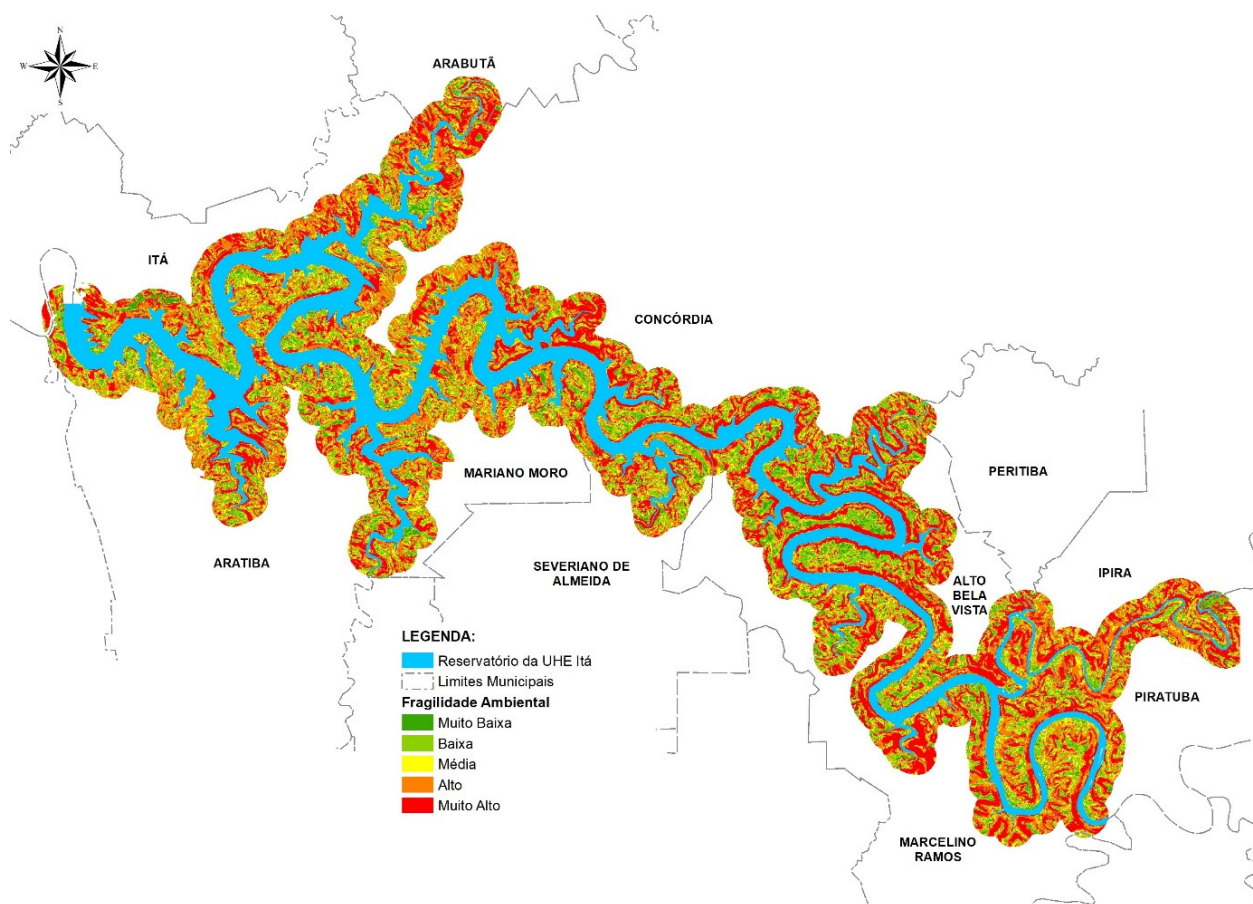 N
W E
S
ARABUTÃ
ITÁ
CONCÓRDIA
PERITIBA
MARIANO MORO
ARATIBA
SEVERIANO DE
ALMEIDA
ALTO
BELA
VISTA
IPIRA
PIRATUBA
MARCELINO
RAMOS
LEGENDA:
Reservatório da UHE Itá
Limites Municipais
Fragilidade Ambiental
Muito Baixa
Baixa
Média
Alto
Muito Alto